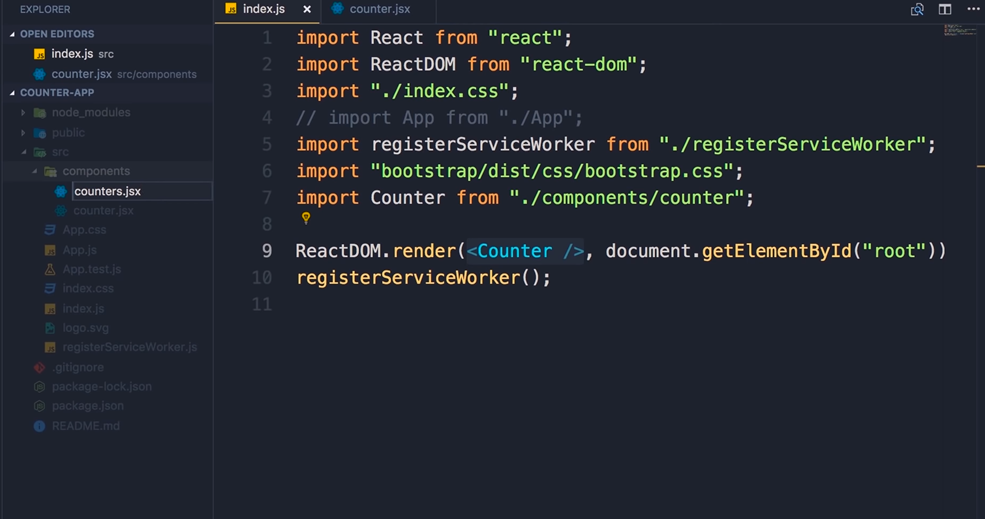 EXPLORER
OPEN EDITORS
index.js src
counter.jsx src/components
COUNTER-APP
node_modules
public
src
components
counters.jsx
counter.jsx
App.css
App.js
App.test.js
index.css
index.js
logo.svg
registerServiceWorker.js
.gitignore
package-lock.json
package.json
README.md
JS index.js × counter.jsx ...
1 import React from "react";
2 import ReactDOM from "react-dom";
3 import "./index.css";
4 // import App from "./App";
5 import registerServiceWorker from "./registerServiceWorker";
6 import "bootstrap/dist/css/bootstrap.css";
7 import Counter from "./components/counter";
8
9 ReactDOM.render(<Counter />, document.getElementById("root"))
10 registerServiceWorker();
11